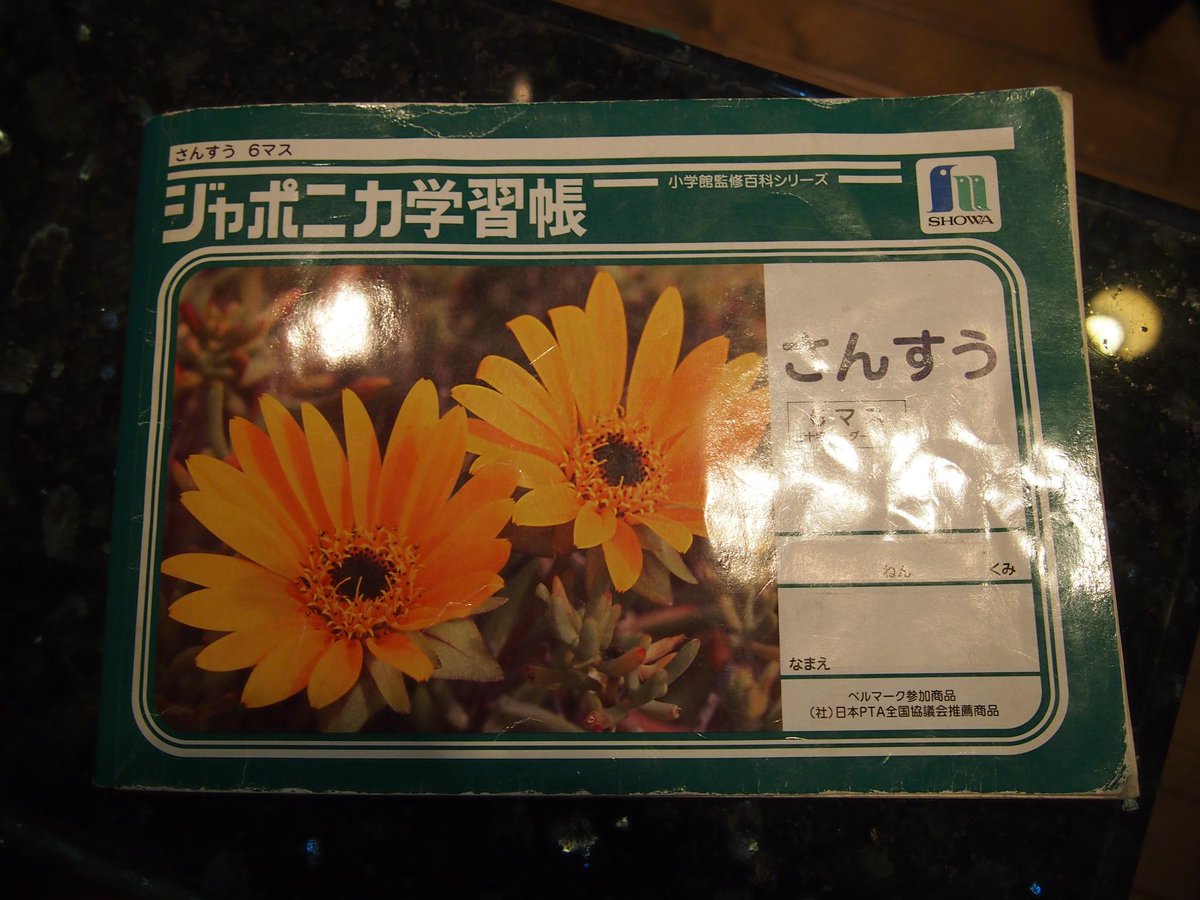 さんすう 6マス
ジャポニカ学習帳
小学館監修百科シリーズ
SHOWA
さんすう
ねん くみ
なまえ
ベルマーク参加商品
(社)日本PTA全国協議会推薦商品